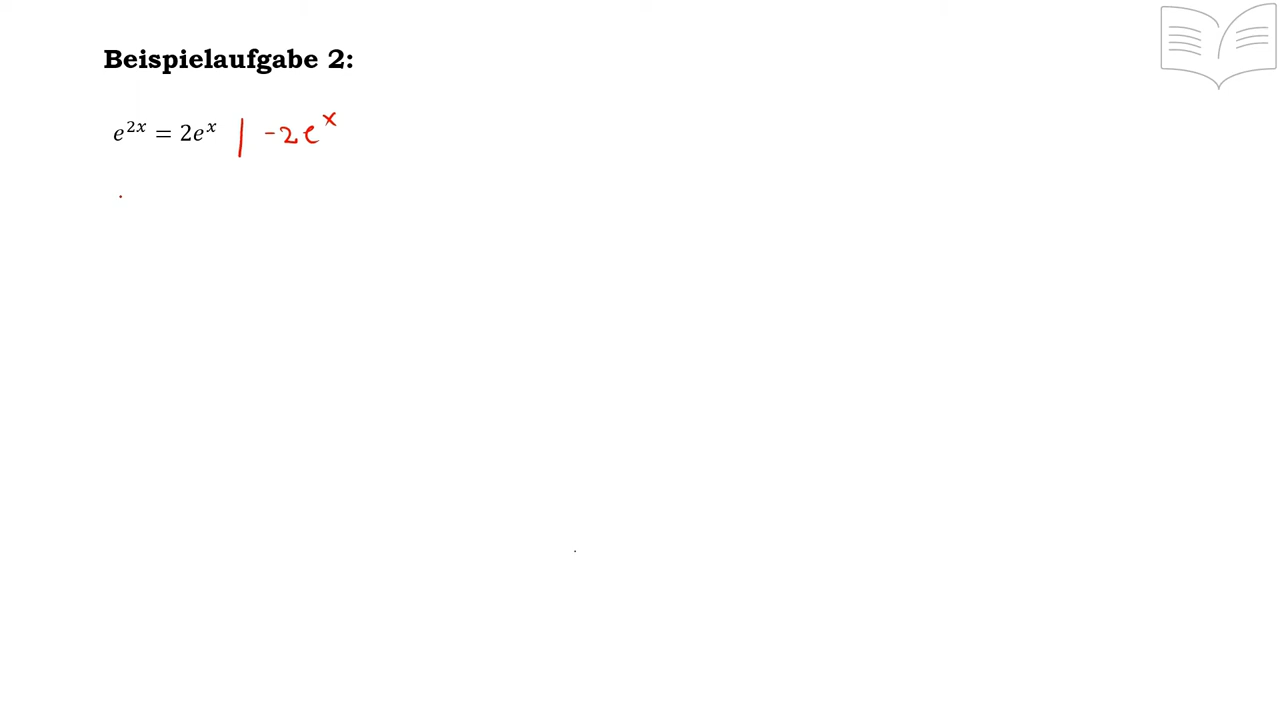 Beispielaufgabe 2:
e^{2x} = 2e^x | -2e^x